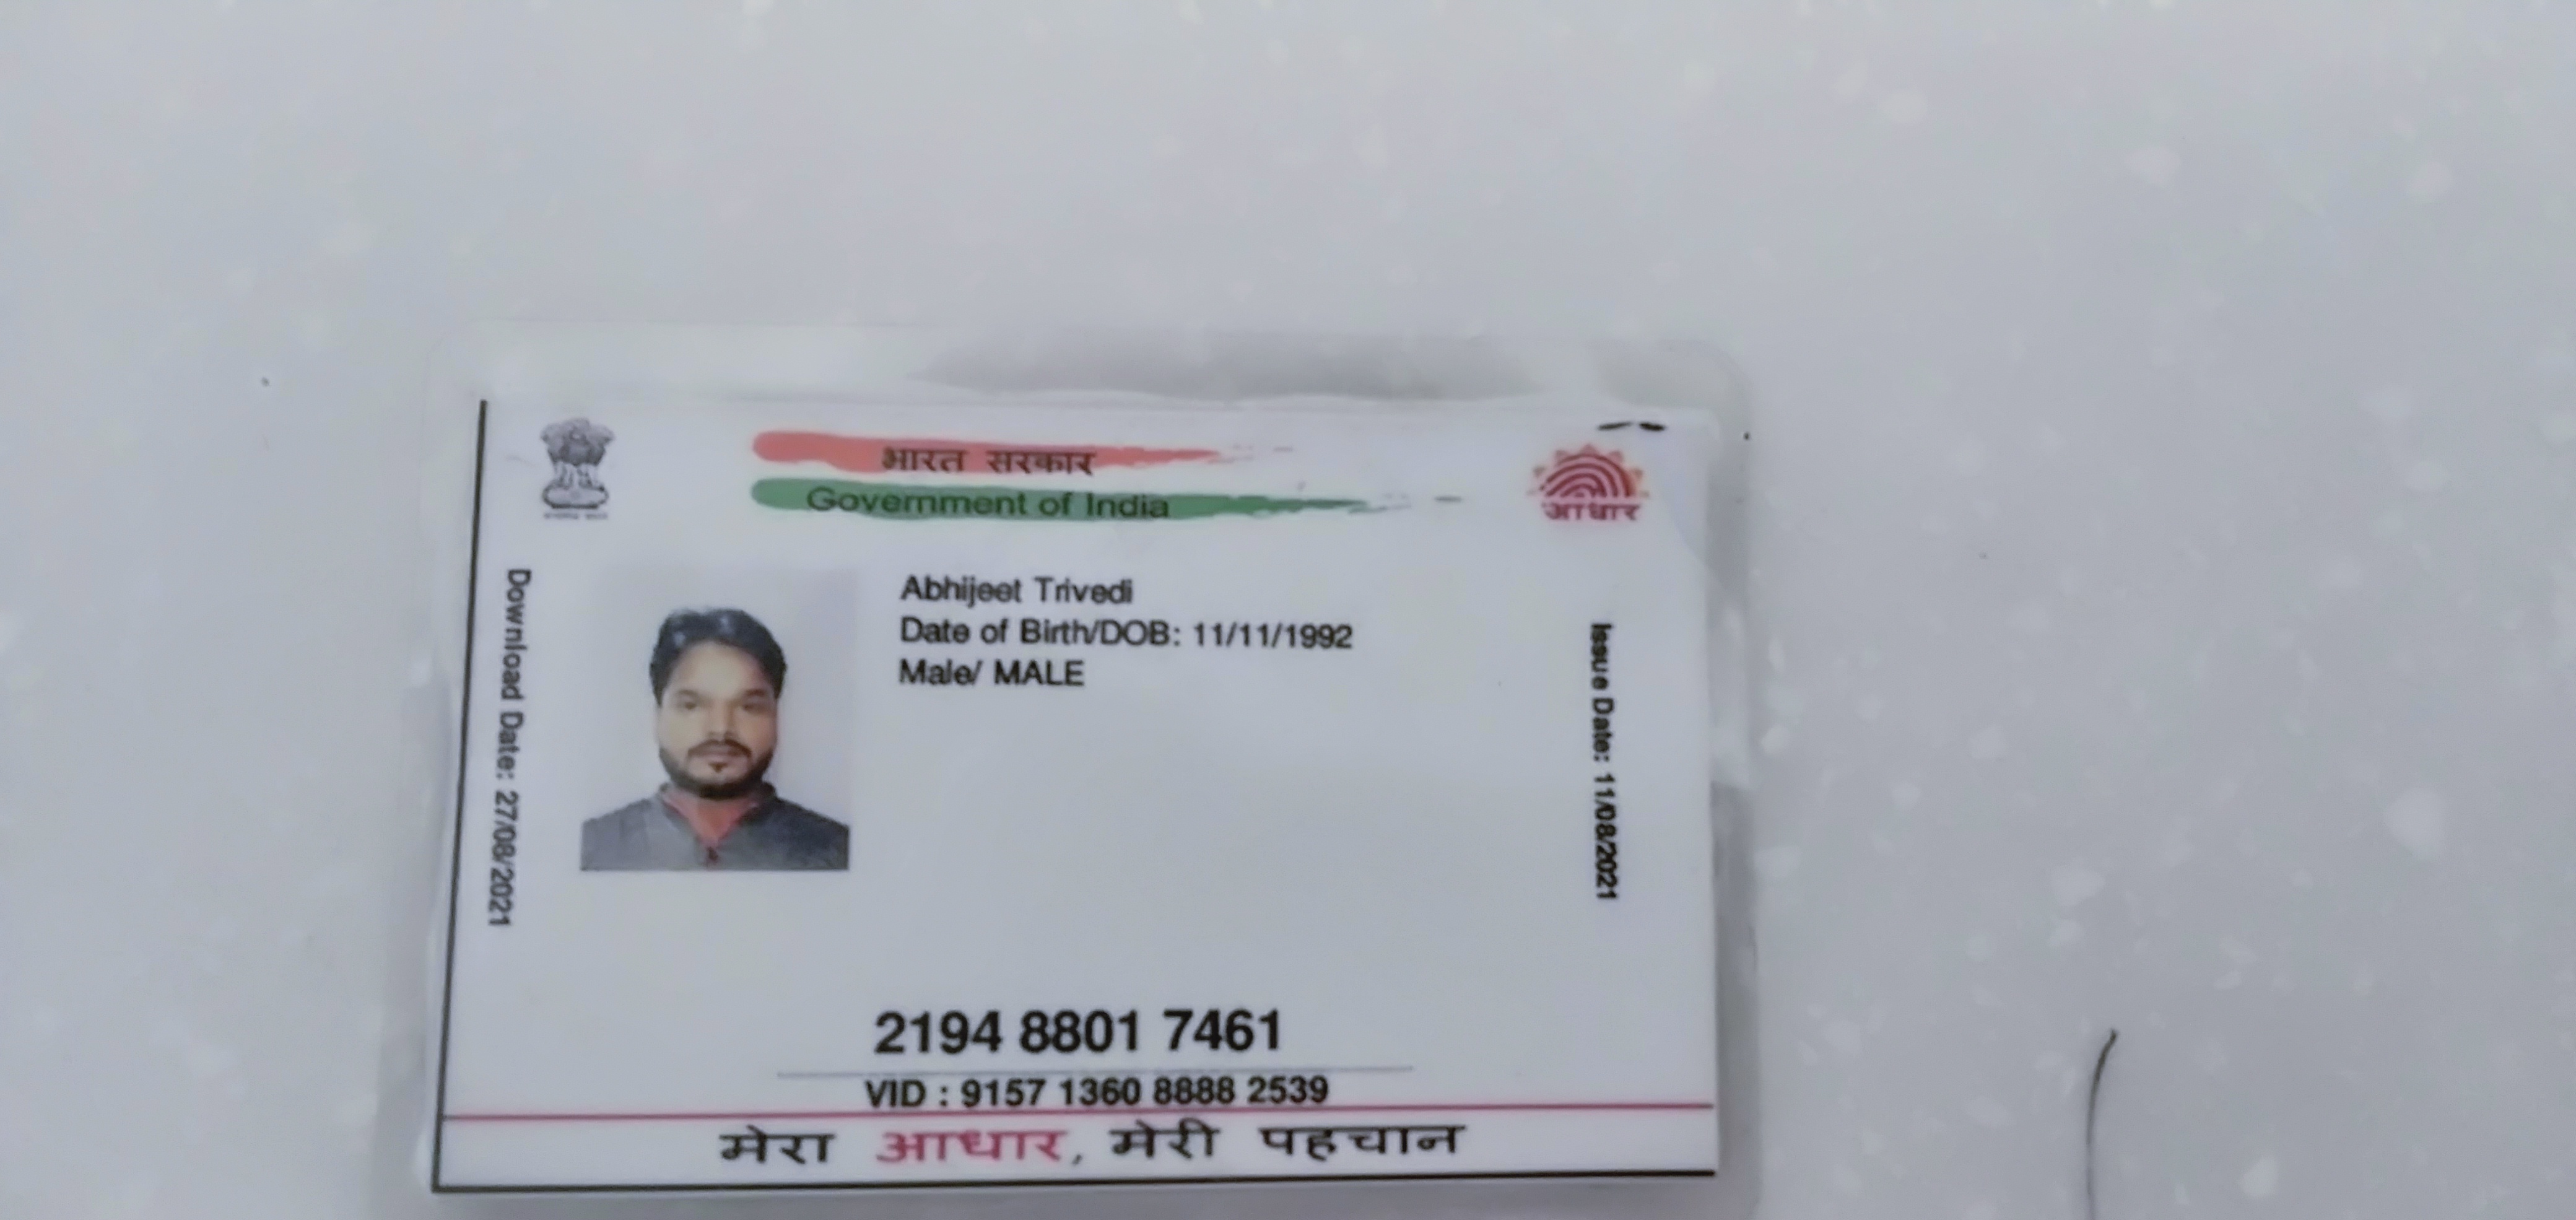 भारत सरकार
Government of India
आधार
Download Date: 27/08/2021
Abhijeet Trivedi
Date of Birth/DOB: 11/11/1992
Male/ MALE
Issue Date: 11/08/2021
2194 8801 7461
VID : 9157 1360 8888 2539
मेरा आधार, मेरी पहचान